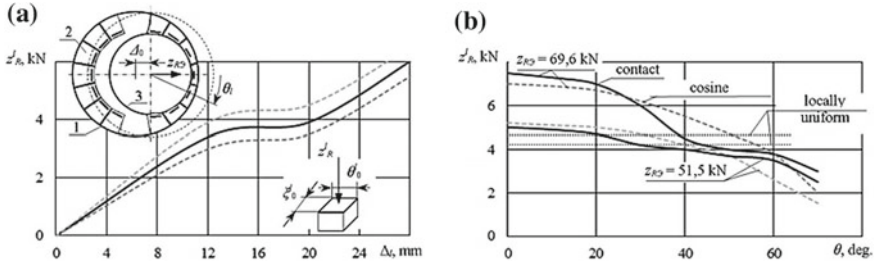 (a)
z^J_R, kN
4
2
0
0
4
8
12
16
20
24
Δ_i, mm
2
Δ_0
z_RЭ
θ_i
3
1
z^J_R
θ_0
ξ_0
(b)
z^J_R, kN
6
4
2
0
0
20
40
60
θ, deg.
z_RЭ = 69,6 kN
contact
cosine
locally
uniform
z_RЭ = 51,5 kN